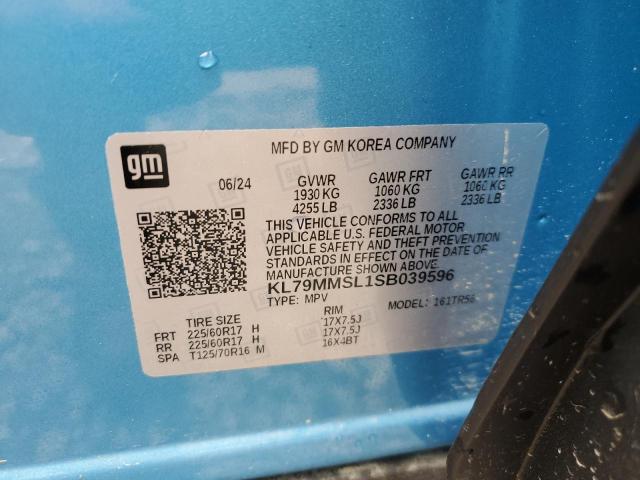 gm
MFD BY GM KOREA COMPANY
06/24 GVWR GAWR FRT GAWR RR
1930 KG 1060 KG 1060 KG
4255 LB 2336 LB 2336 LB
THIS VEHICLE CONFORMS TO ALL
APPLICABLE U.S. FEDERAL MOTOR
VEHICLE SAFETY AND THEFT PREVENTION
STANDARDS IN EFFECT ON THE DATE OF
MANUFACTURE SHOWN ABOVE.
KL79MMSL1SB039596
TYPE: MPV MODEL: 161TR56
TIRE SIZE RIM
FRT 225/60R17 H 17X7.5J
RR 225/60R17 H 17X7.5J
SPA T125/70R16 M 16X4BT